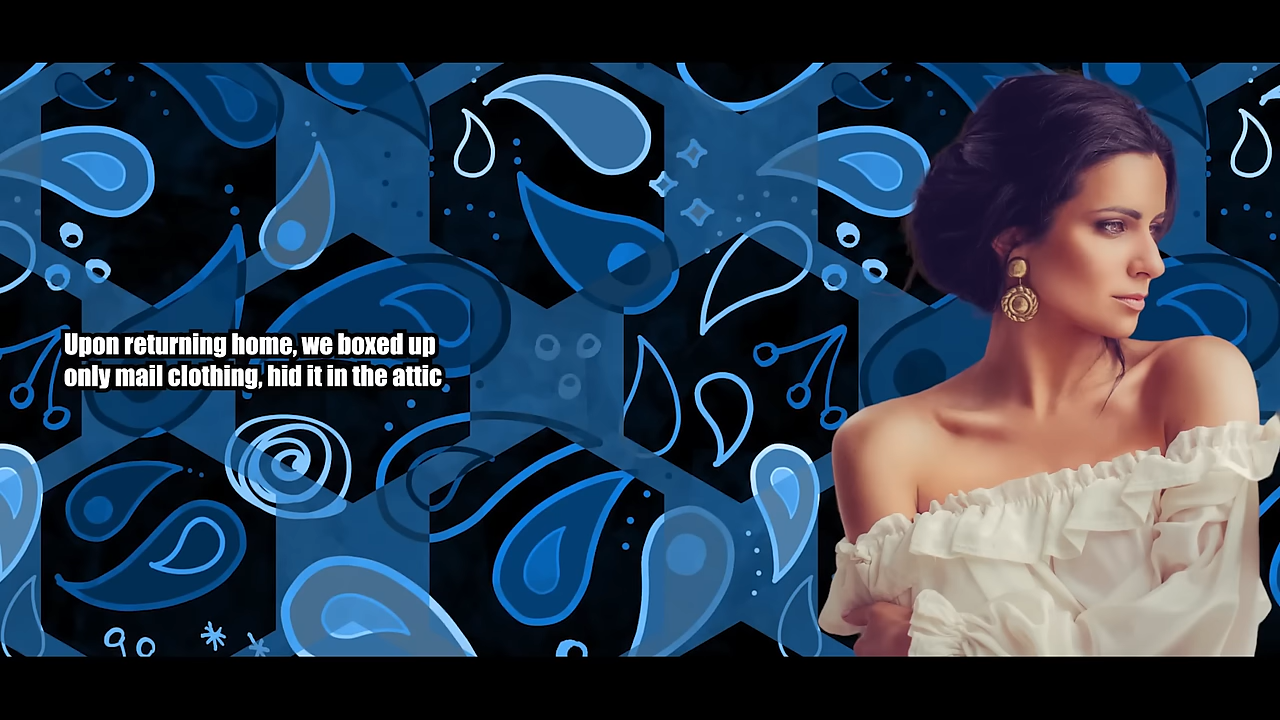 Upon returning home, we boxed up
only mail clothing, hid it in the attic